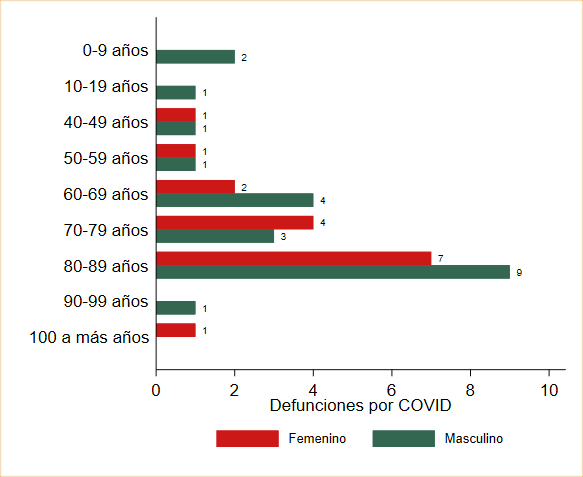 0-9 años
2
10-19 años
1
40-49 años
1
1
50-59 años
1
1
60-69 años
2
4
70-79 años
4
3
80-89 años
7
9
90-99 años
1
100 a más años
1
0 2 4 6 8 10
Defunciones por COVID
Femenino Masculino